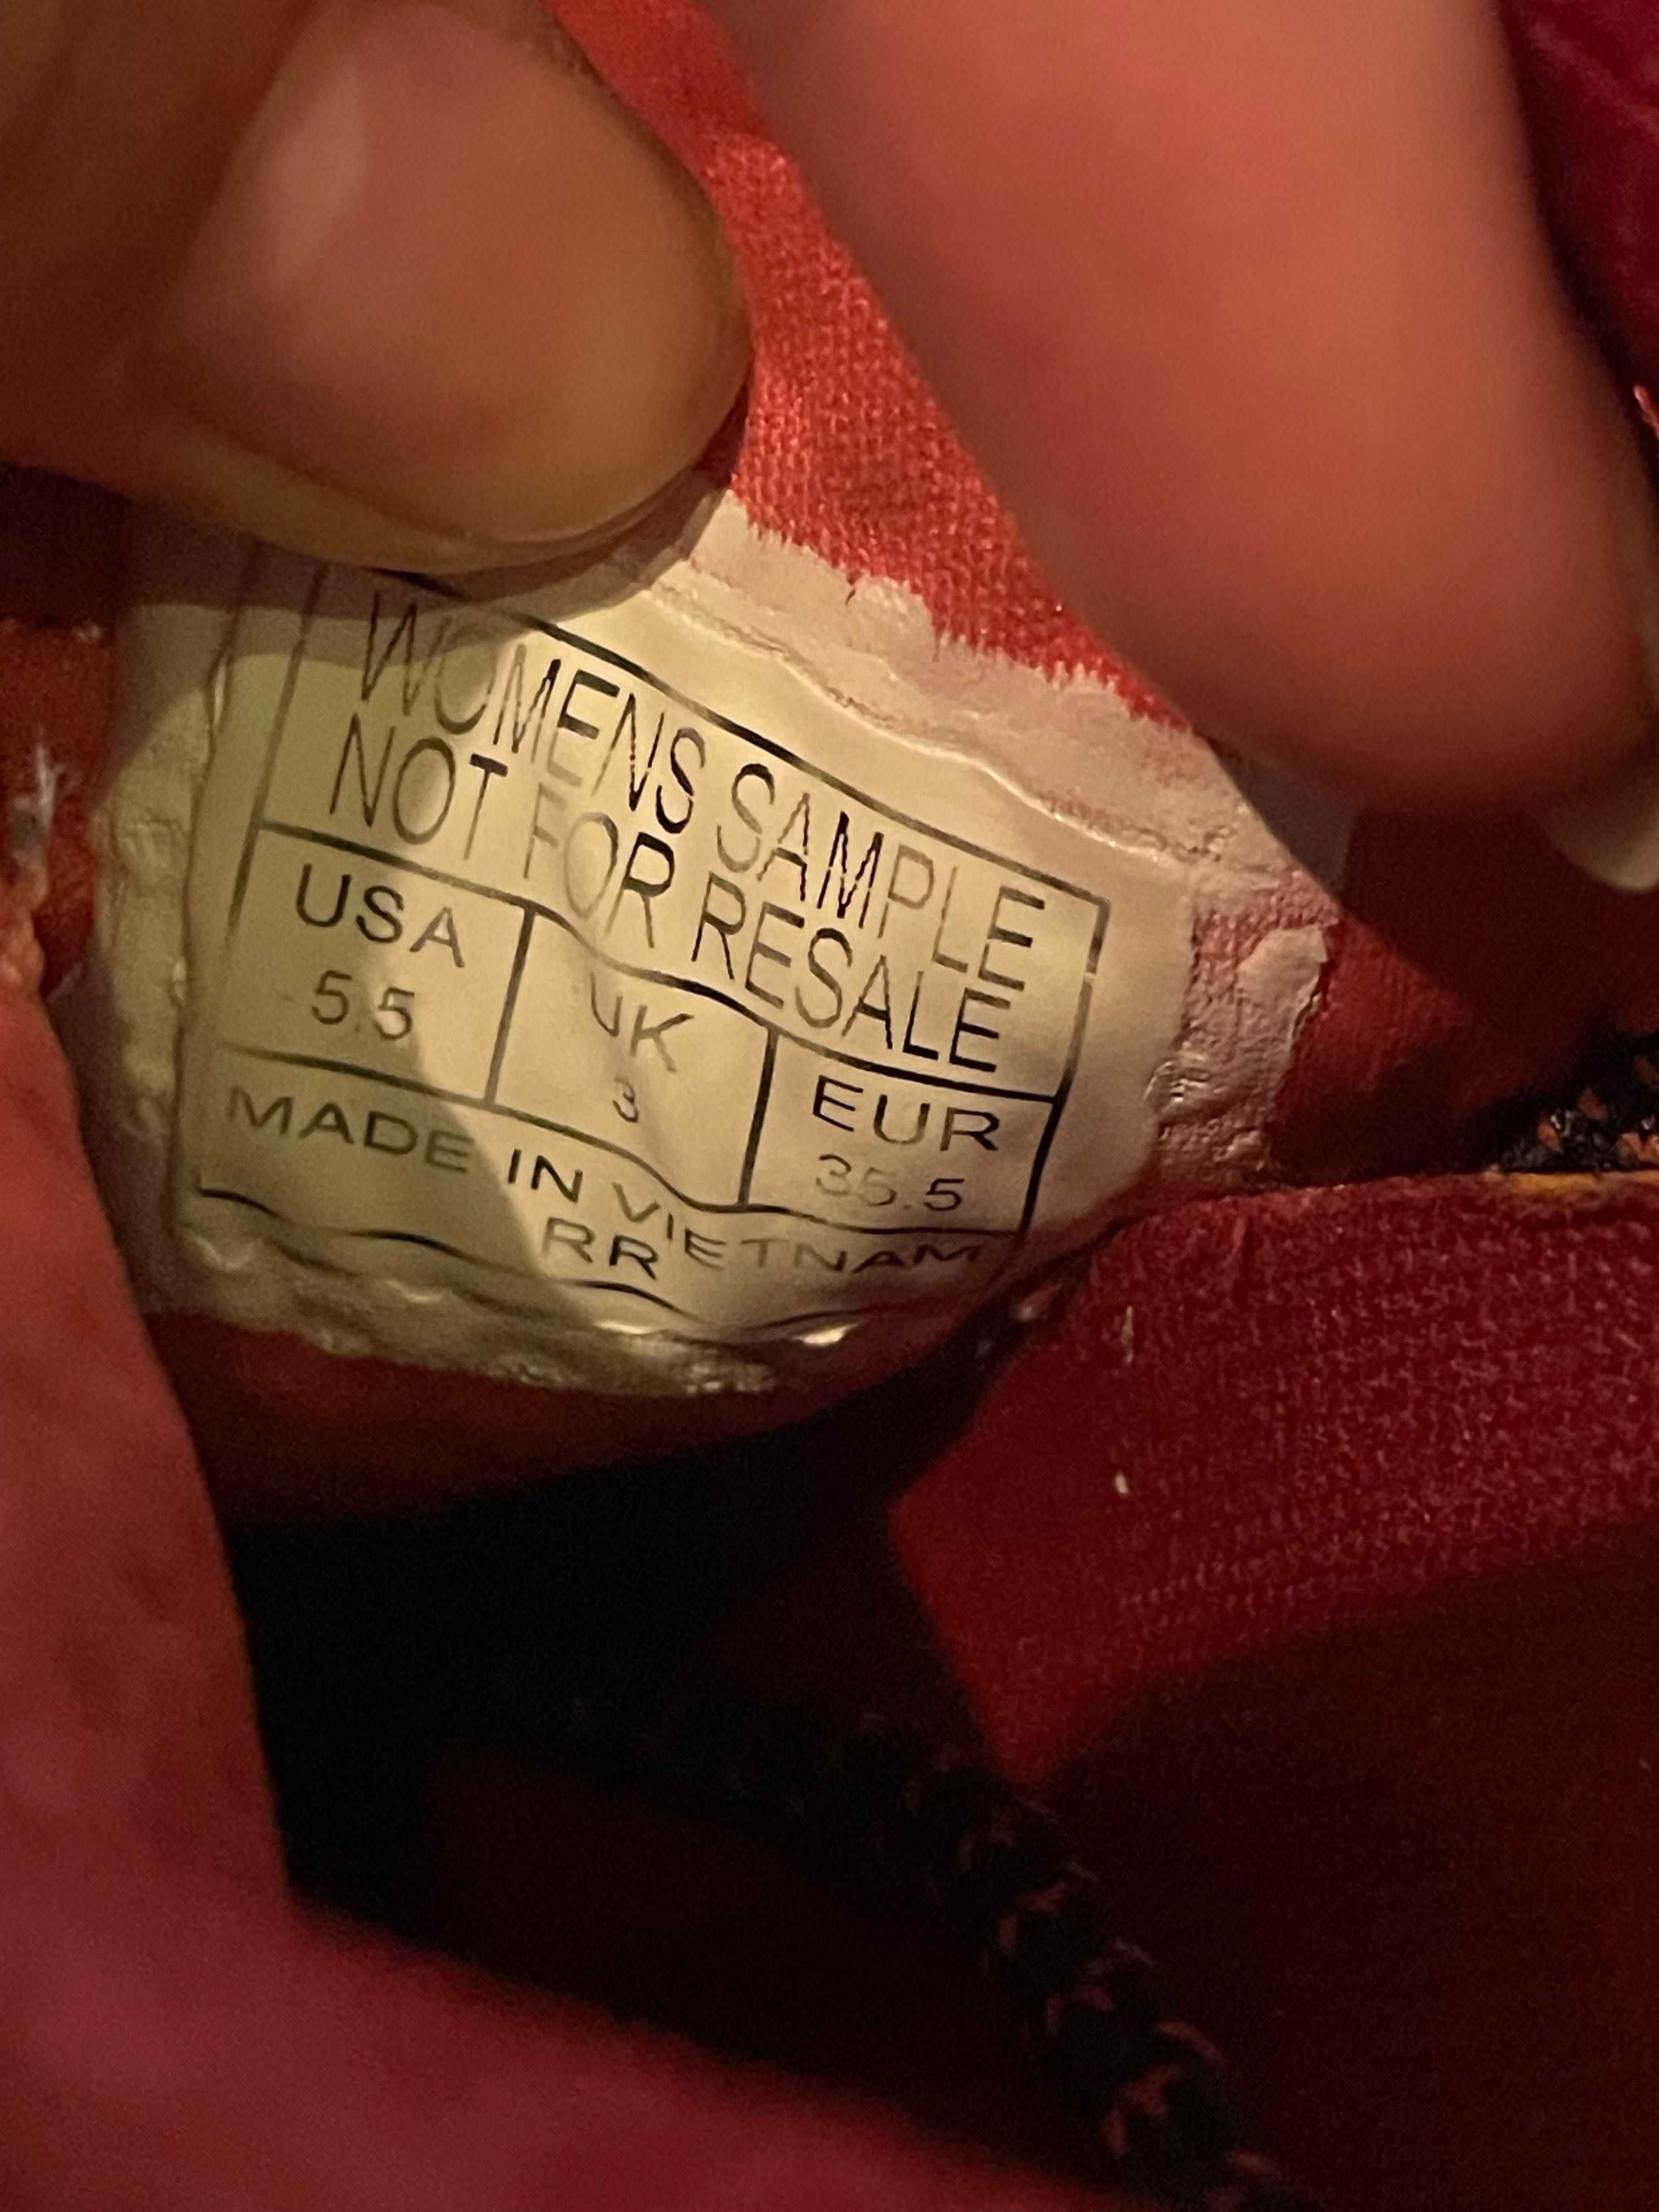 WOMENS SAMPLE
NOT FOR RESALE
USA UK EUR
5.5 3 35.5
MADE IN VIETNAM
RR